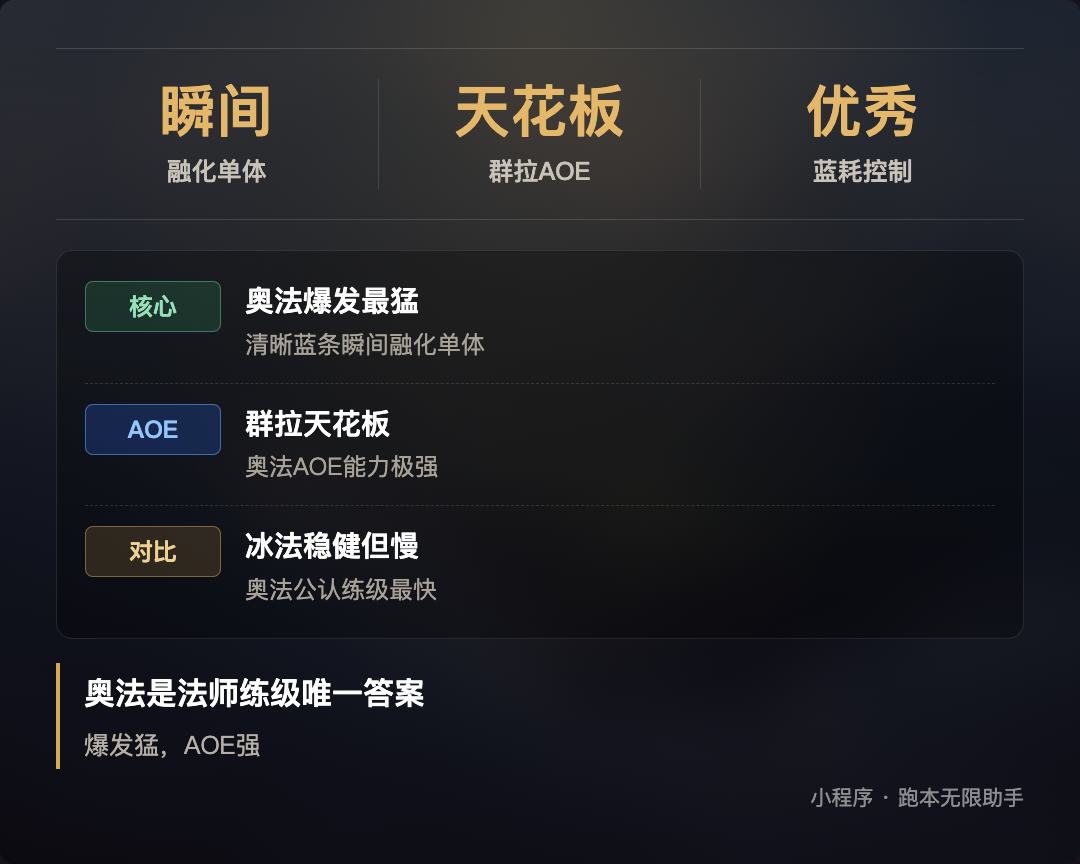 瞬间
融化单体
天花板
群拉AOE
优秀
蓝耗控制
核心
奥法爆发最猛
清晰蓝条瞬间融化单体
AOE
群拉天花板
奥法AOE能力极强
对比
冰法稳健但慢
奥法公认练级最快
奥法是法师练级唯一答案
爆发猛，AOE强
小程序 · 跑本无限助手